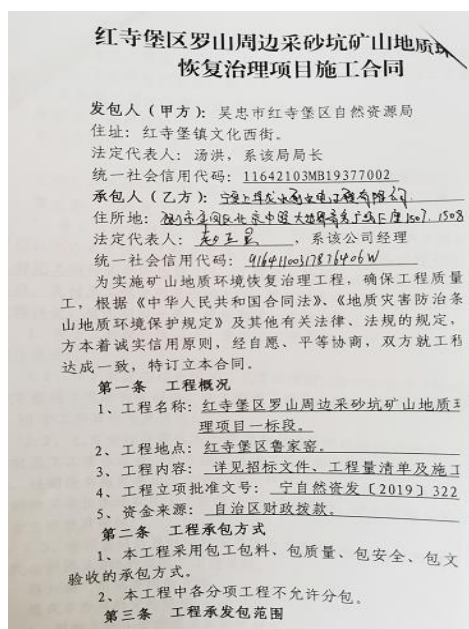 红寺堡区罗山周边采砂坑矿山地质环
恢复治理项目施工合同
发包人（甲方）：吴忠市红寺堡区自然资源局
住址：红寺堡镇文化西街。
法定代表人：汤洪，系该局局长
统一社会信用代码：11642103MB19377002
承包人（乙方）：宁夏上华龙水利水电工程有限公司
住所地：
法定代表人：，系该公司经理
统一社会信用代码：
为实施矿山地质环境恢复治理工程，确保工程质量
工，根据《中华人民共和国合同法》、《地质灾害防治条
山地质环境保护规定》及其他有关法律、法规的规定，
方本着诚实信用原则，经自愿、平等协商，双方就工程
达成一致，特订立本合同。
第一条 工程概况
1、工程名称：红寺堡区罗山周边采砂坑矿山地质环
理项目一标段。
2、工程地点：红寺堡区鲁家窑。
3、工程内容：详见招标文件、工程量清单及施工
4、工程立项批准文号：宁自然资发〔2019〕322
5、资金来源：自治区财政拨款。
第二条 工程承包方式
1、本工程采用包工包料、包质量、包安全、包文
验收的承包方式。
2、本工程中各分项工程不允许分包。
第三条 工程承发包范围